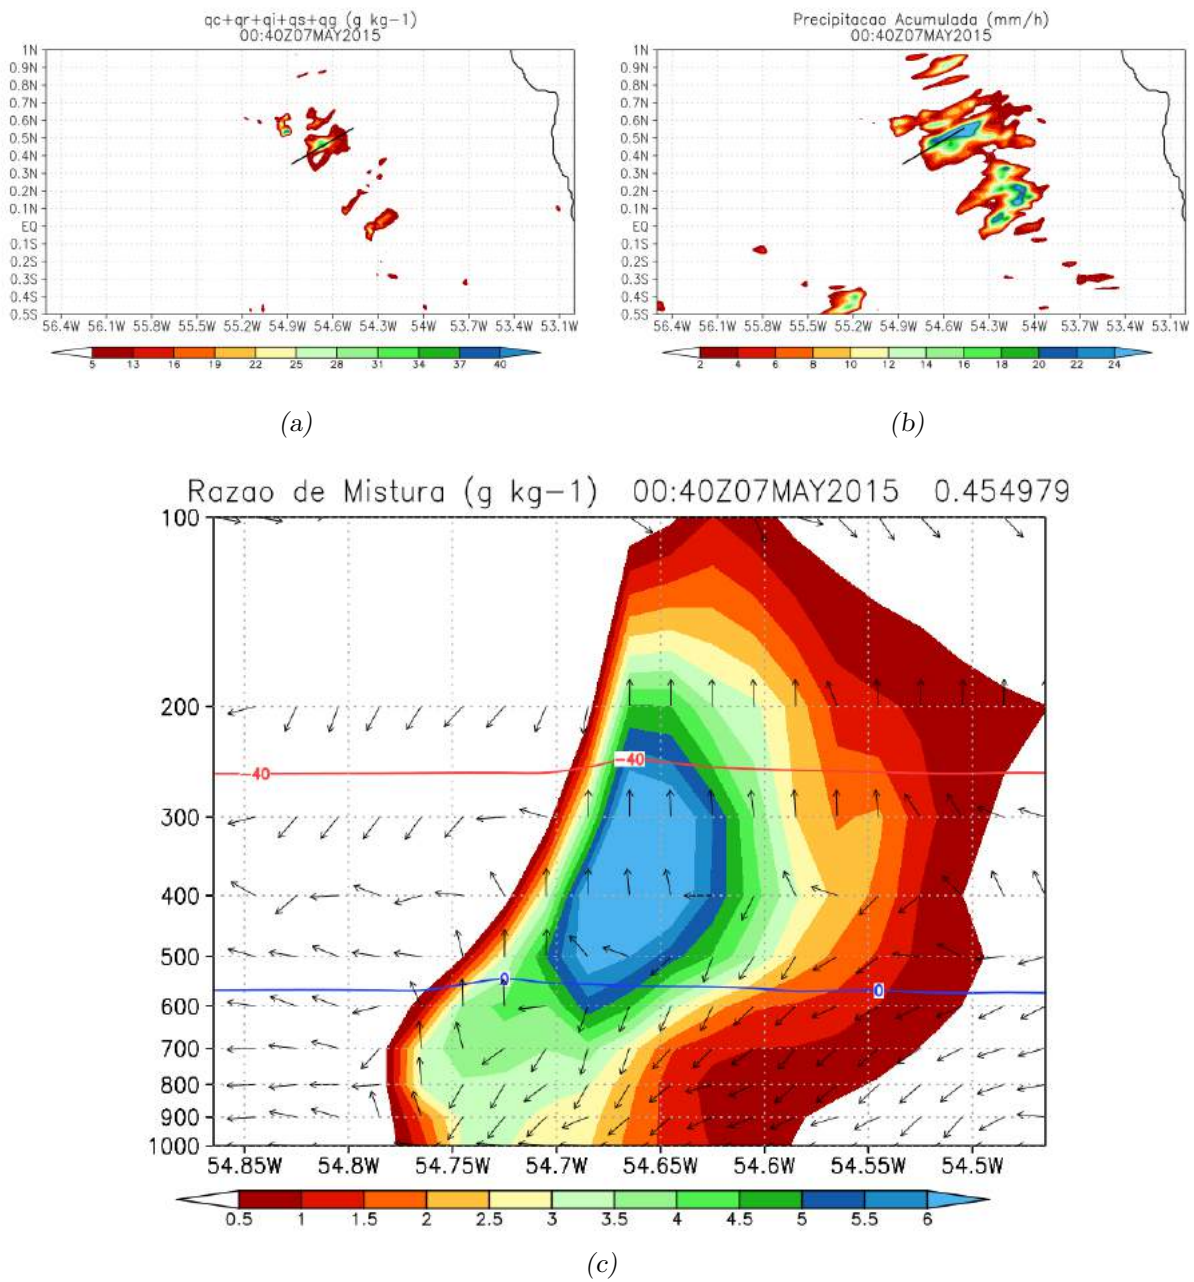 qc+qr+qi+qs+qg (g kg-1)
00:40Z07MAY2015
1N
0.9N
0.8N
0.7N
0.6N
0.5N
0.4N
0.3N
0.2N
0.1N
EQ
0.1S
0.2S
0.3S
0.4S
0.5S
56.4W 56.1W 55.8W 55.5W 55.2W 54.9W 54.6W 54.3W 54W 53.7W 53.4W 53.1W
5 13 16 19 22 25 28 31 34 37 40
(a)
Precipitacao Acumulada (mm/h)
00:40Z07MAY2015
1N
0.9N
0.8N
0.7N
0.6N
0.5N
0.4N
0.3N
0.2N
0.1N
EQ
0.1S
0.2S
0.3S
0.4S
0.5S
56.4W 56.1W 55.8W 55.5W 55.2W 54.9W 54.6W 54.3W 54W 53.7W 53.4W 53.1W
2 4 6 8 10 12 14 16 18 20 22 24
(b)
Razao de Mistura (g kg-1) 00:40Z07MAY2015 0.454979
100
200
-40 -40
300
400
500
0 0
600
700
800
900
1000
54.85W 54.8W 54.75W 54.7W 54.65W 54.6W 54.55W 54.5W
0.5 1 1.5 2 2.5 3 3.5 4 4.5 5 5.5 6
(c)